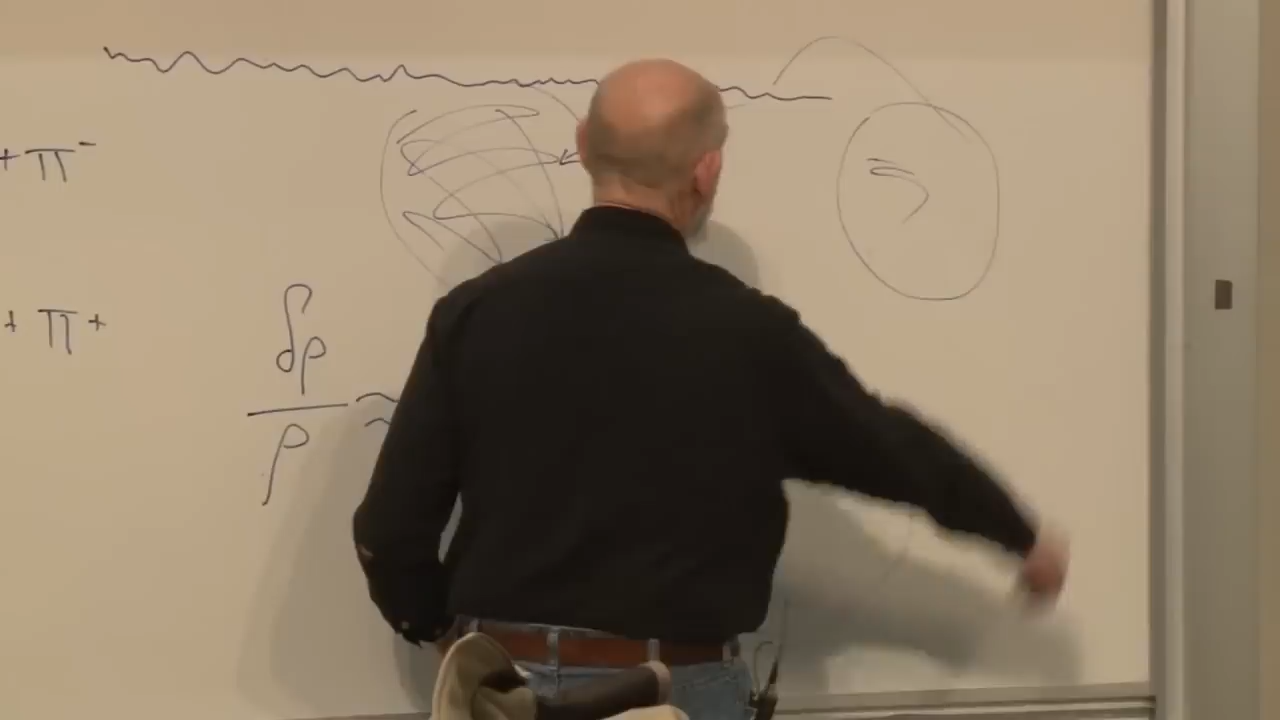 + π⁻
+ π⁺
δρ
ρ
≈